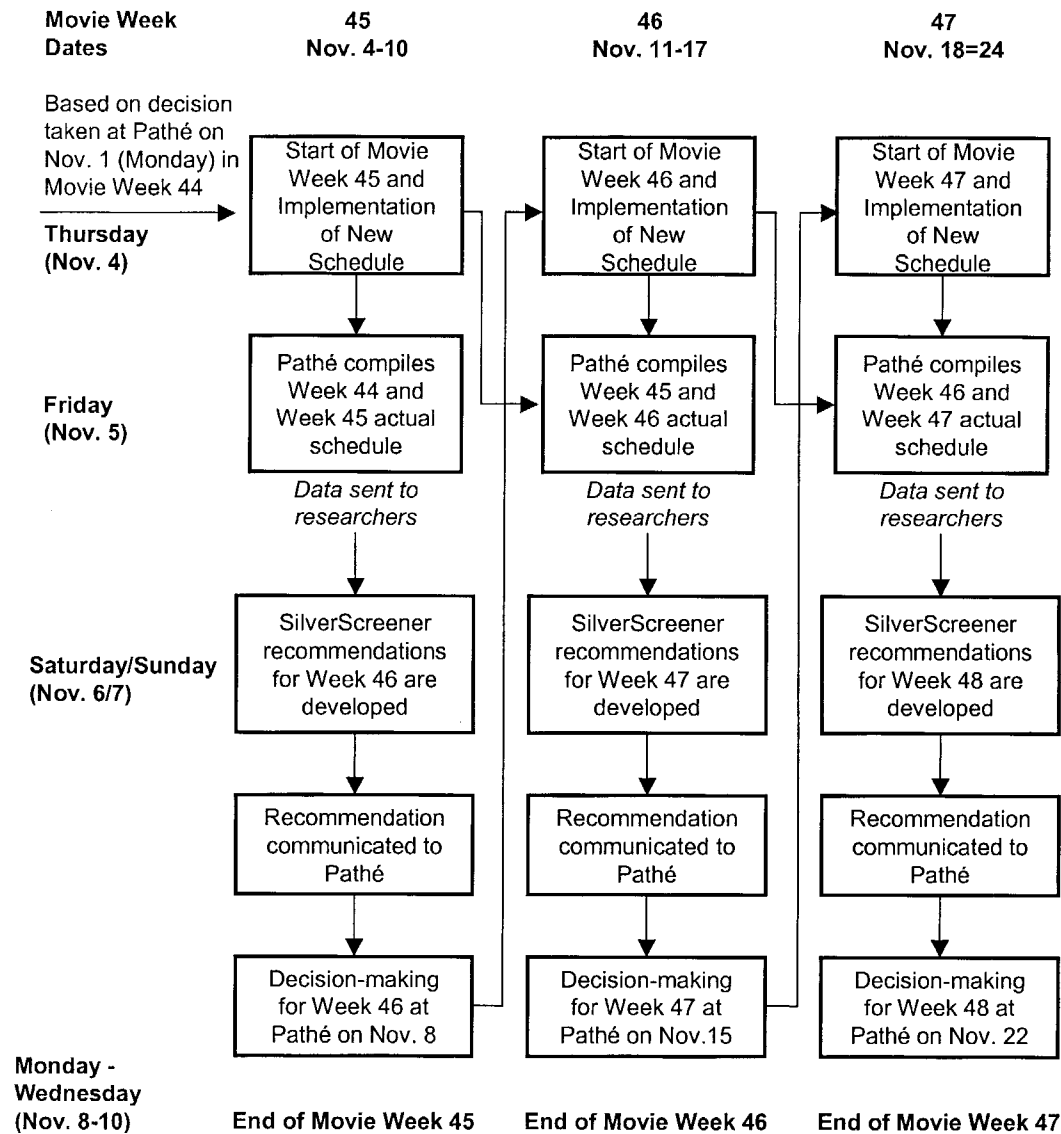 Movie Week 45 46 47
Dates Nov. 4-10 Nov. 11-17 Nov. 18=24
Based on decision
taken at Pathé on
Nov. 1 (Monday) in
Movie Week 44
Thursday
(Nov. 4)
Start of Movie
Week 45 and
Implementation
of New
Schedule
Start of Movie
Week 46 and
Implementation
of New
Schedule
Start of Movie
Week 47 and
Implementation
of New
Schedule
Friday
(Nov. 5)
Pathé compiles
Week 44 and
Week 45 actual
schedule
Pathé compiles
Week 45 and
Week 46 actual
schedule
Pathé compiles
Week 46 and
Week 47 actual
schedule
Data sent to
researchers
Data sent to
researchers
Data sent to
researchers
Saturday/Sunday
(Nov. 6/7)
SilverScreener
recommendations
for Week 46 are
developed
SilverScreener
recommendations
for Week 47 are
developed
SilverScreener
recommendations
for Week 48 are
developed
Recommendation
communicated to
Pathé
Recommendation
communicated to
Pathé
Recommendation
communicated to
Pathé
Decision-making
for Week 46 at
Pathé on Nov. 8
Decision-making
for Week 47 at
Pathé on Nov.15
Decision-making
for Week 48 at
Pathé on Nov. 22
Monday -
Wednesday
(Nov. 8-10)
End of Movie Week 45
End of Movie Week 46
End of Movie Week 47